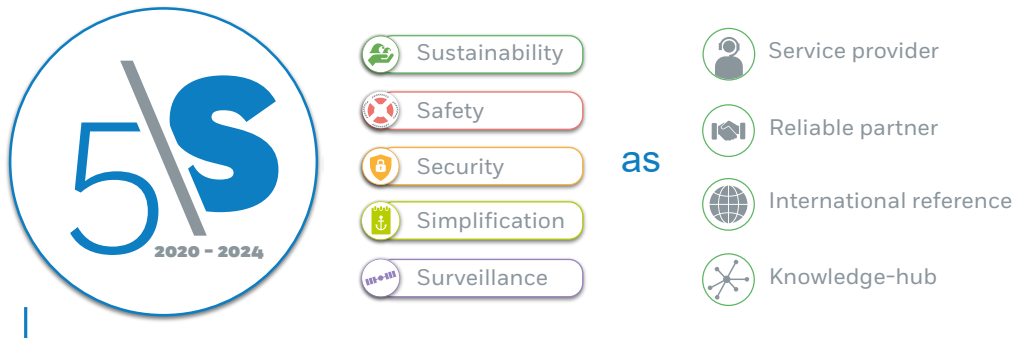 5\S
2020 - 2024
Sustainability
Safety
Security
Simplification
Surveillance
as
Service provider
Reliable partner
International reference
Knowledge-hub